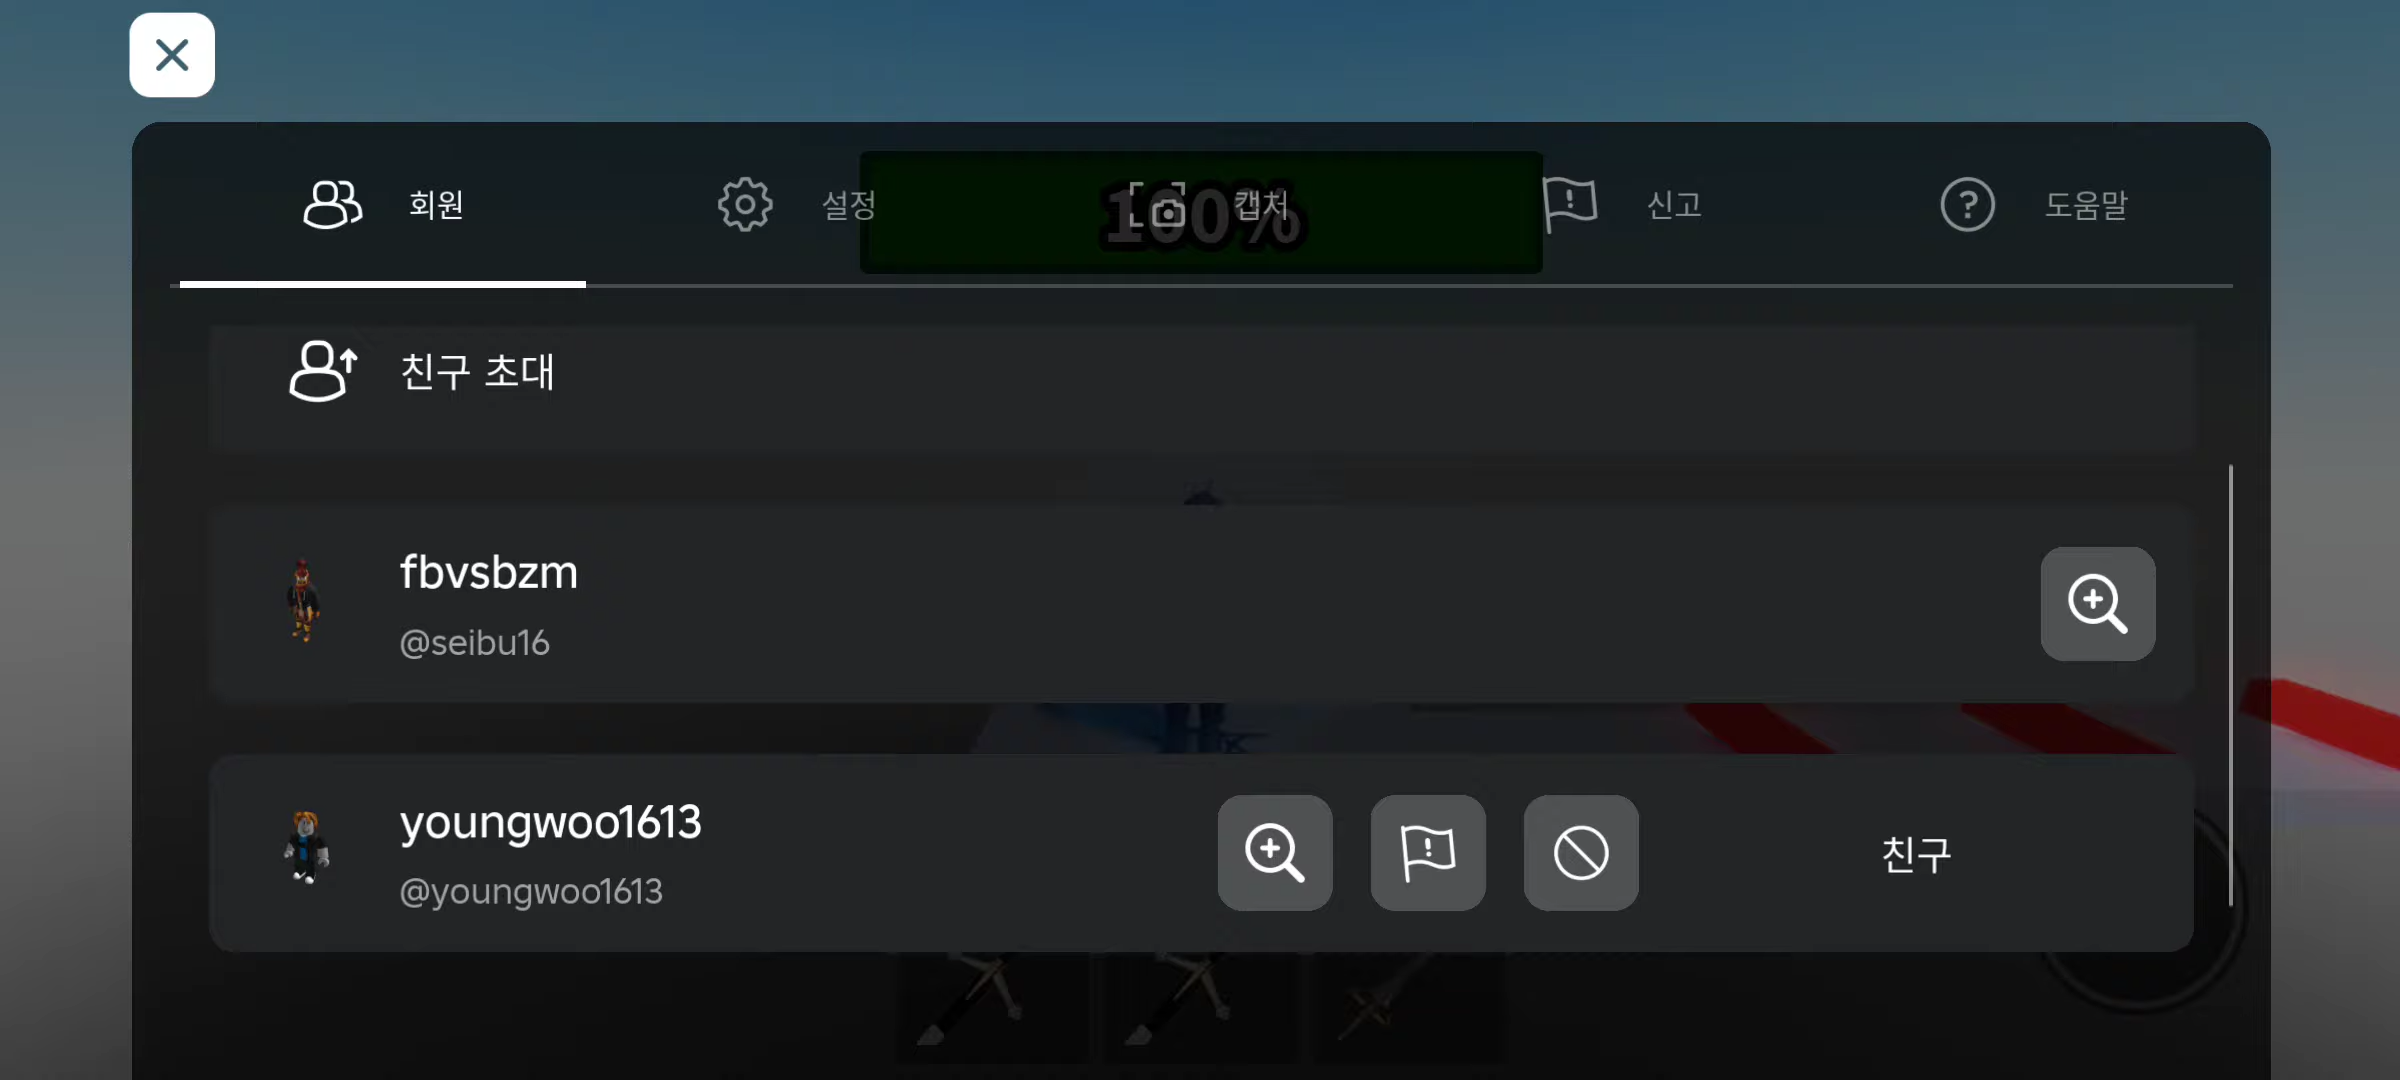 회원 설정 캡처 신고 도움말
100%
친구 초대
fbvsbzm
@seibu16
youngwoo1613
@youngwoo1613
친구